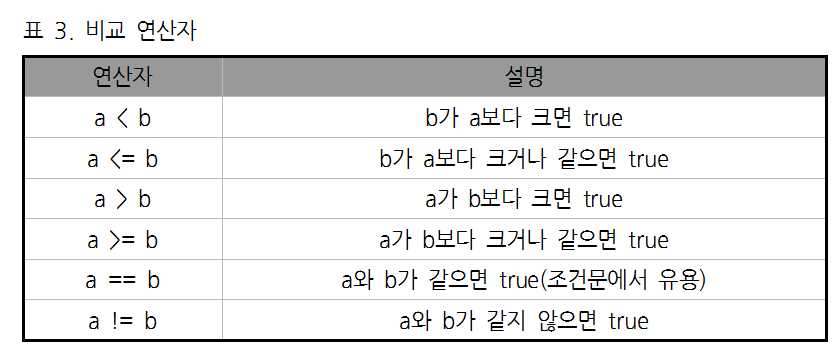 표 3. 비교 연산자
연산자 설명
a < b b가 a보다 크면 true
a <= b b가 a보다 크거나 같으면 true
a > b a가 b보다 크면 true
a >= b a가 b보다 크거나 같으면 true
a == b a와 b가 같으면 true(조건문에서 유용)
a != b a와 b가 같지 않으면 true